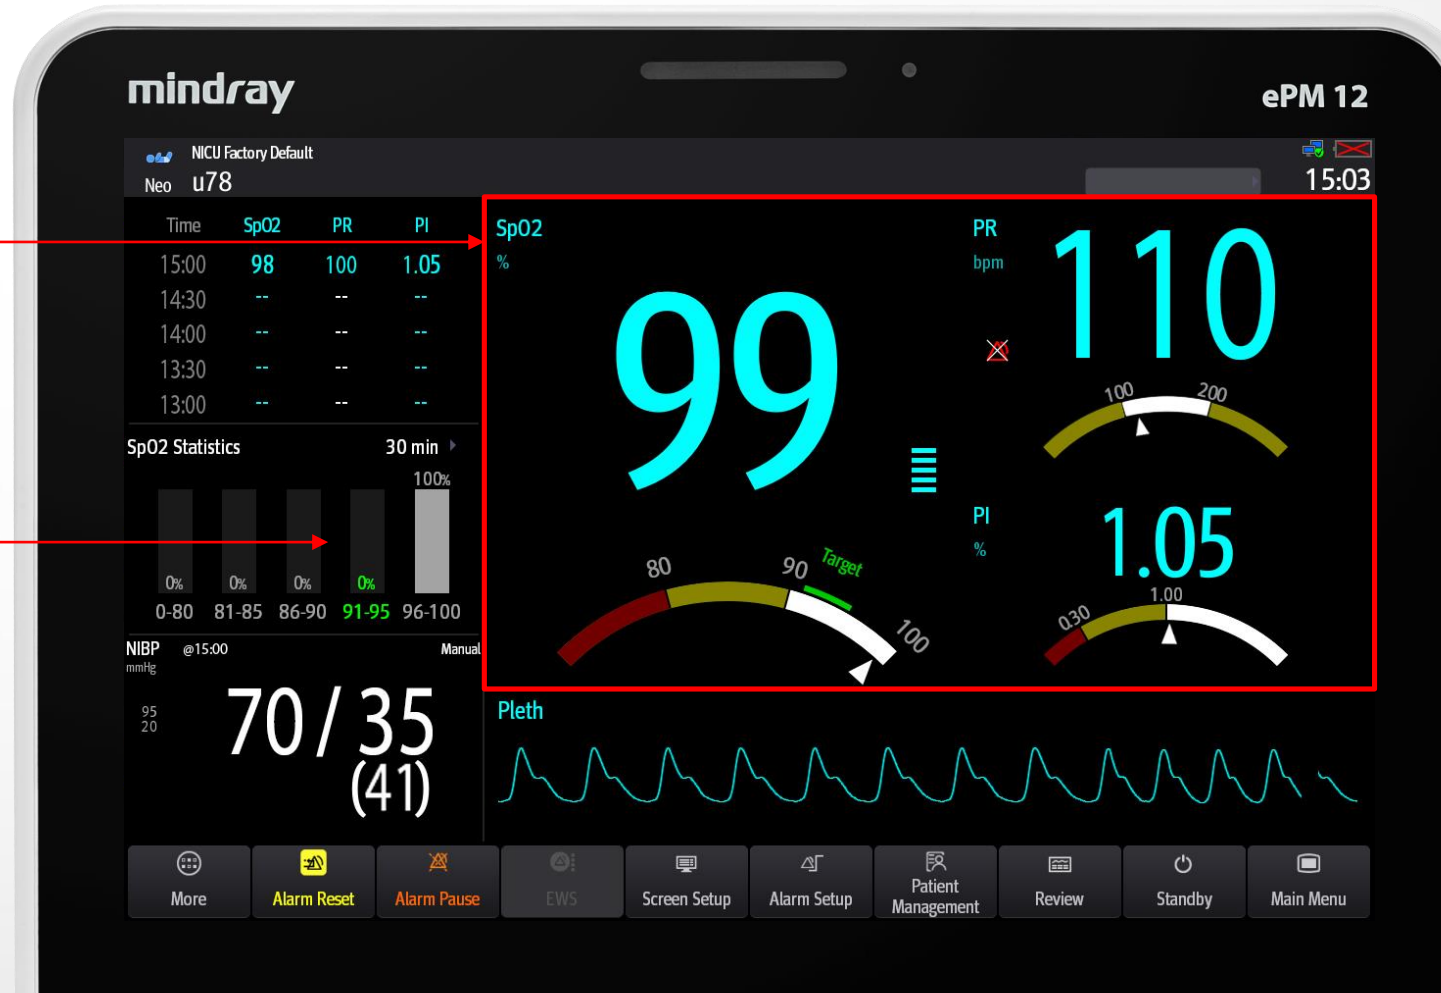 mindray
ePM 12
NICU Factory Default
Neo u78
15:03
Time SpO2 PR PI
15:00 98 100 1.05
14:30 -- -- --
14:00 -- -- --
13:30 -- -- --
13:00 -- -- --
SpO2 Statistics 30 min
100%
0% 0% 0% 0%
0-80 81-85 86-90 91-95 96-100
NIBP @15:00 Manual
mmHg
95
20
70 / 35
(41)
SpO2
%
99
80 90 Target 100
PR
bpm
110
100 200
PI
%
1.05
0.30 1.00
Pleth
More
Alarm Reset
Alarm Pause
EWS
Screen Setup
Alarm Setup
Patient
Management
Review
Standby
Main Menu